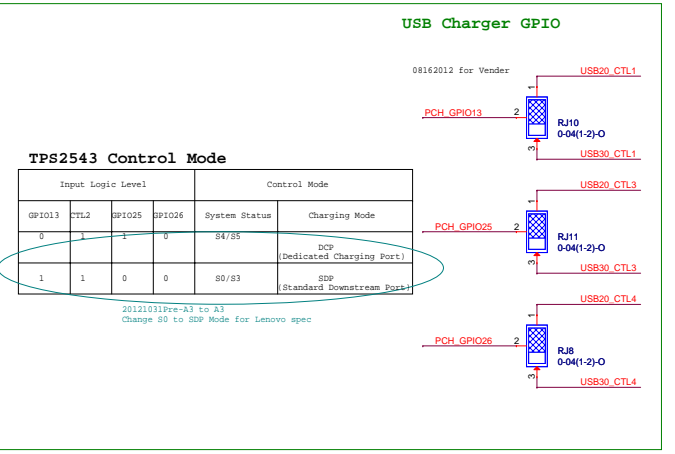 USB Charger GPIO
08162012 for Vender
USB20_CTL1
1
PCH_GPIO13
2
RJ10
0-04(1-2)-O
3
USB30_CTL1
TPS2543 Control Mode
Input Logic Level
Control Mode
GPIO13
CTL2
GPIO25
GPIO26
System Status
Charging Mode
0
1
1
0
S4/S5
DCP
(Dedicated Charging Port)
1
1
0
0
S0/S3
SDP
(Standard Downstream Port)
20121031Pre-A3 to A3
Change S0 to SDP Mode for Lenovo spec
USB20_CTL3
1
PCH_GPIO25
2
RJ11
0-04(1-2)-O
3
USB30_CTL3
USB20_CTL4
1
PCH_GPIO26
2
RJ8
0-04(1-2)-O
3
USB30_CTL4